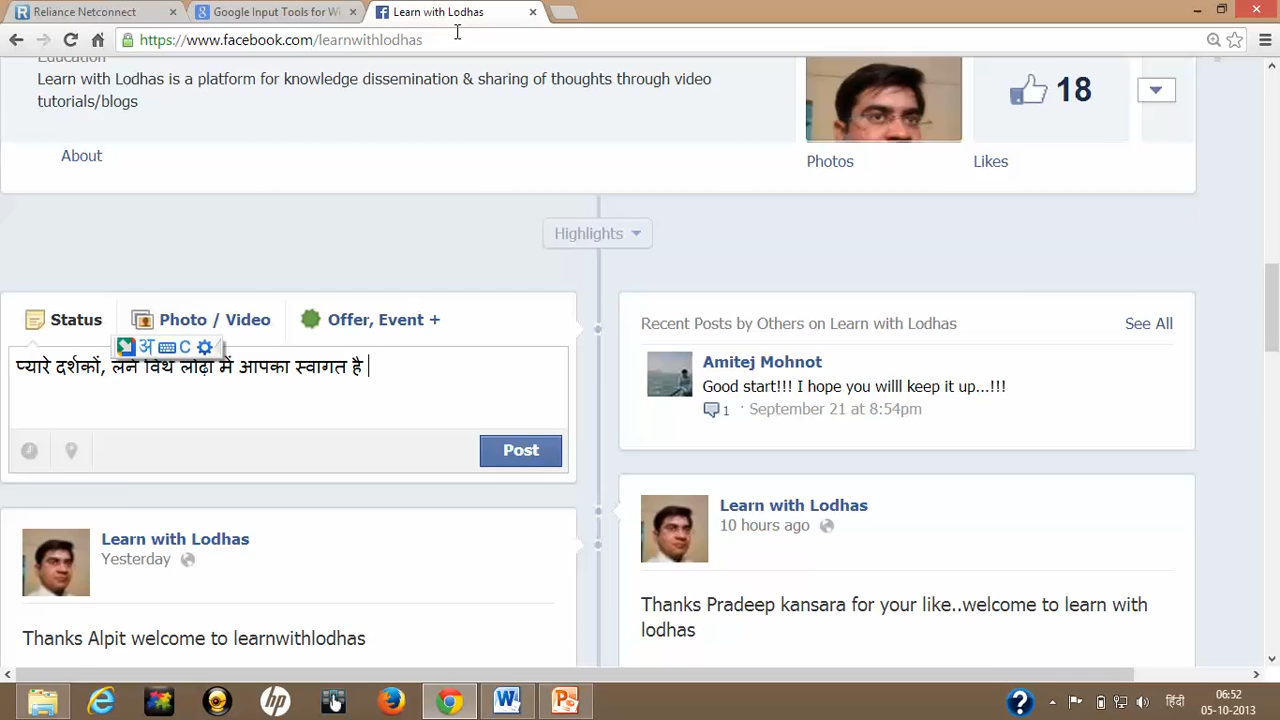 Reliance Netconnect
Google Input Tools for Wi
Learn with Lodhas
https://www.facebook.com/learnwithlodhas
Education
Learn with Lodhas is a platform for knowledge dissemination & sharing of thoughts through video
tutorials/blogs
18
About
Photos
Likes
Highlights
Status
Photo / Video
Offer, Event +
अ
C
प्यारे दर्शकों, लर्न विथ लोढ़ा में आपका स्वागत है
Post
Recent Posts by Others on Learn with Lodhas
See All
Amitej Mohnot
Good start!!! I hope you willl keep it up...!!!
1 · September 21 at 8:54pm
Learn with Lodhas
Yesterday
Thanks Alpit welcome to learnwithlodhas
Learn with Lodhas
10 hours ago
Thanks Pradeep kansara for your like..welcome to learn with
lodhas
हिंदी
06:52
05-10-2013